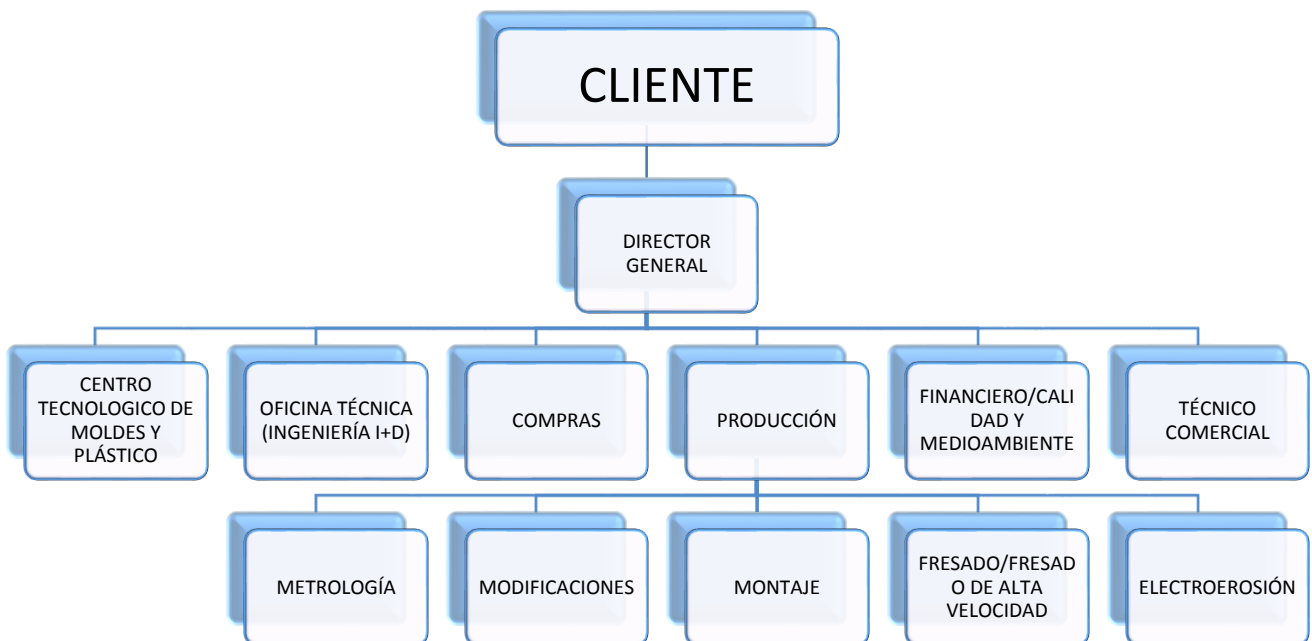 CLIENTE
DIRECTOR
GENERAL
CENTRO
TECNOLOGICO DE
MOLDES Y
PLÁSTICO
OFICINA TÉCNICA
(INGENIERÍA I+D)
COMPRAS
PRODUCCIÓN
FINANCIERO/CALI
DAD Y
MEDIOAMBIENTE
TÉCNICO
COMERCIAL
METROLOGÍA
MODIFICACIONES
MONTAJE
FRESADO/FRESAD
O DE ALTA
VELOCIDAD
ELECTROEROSIÓN